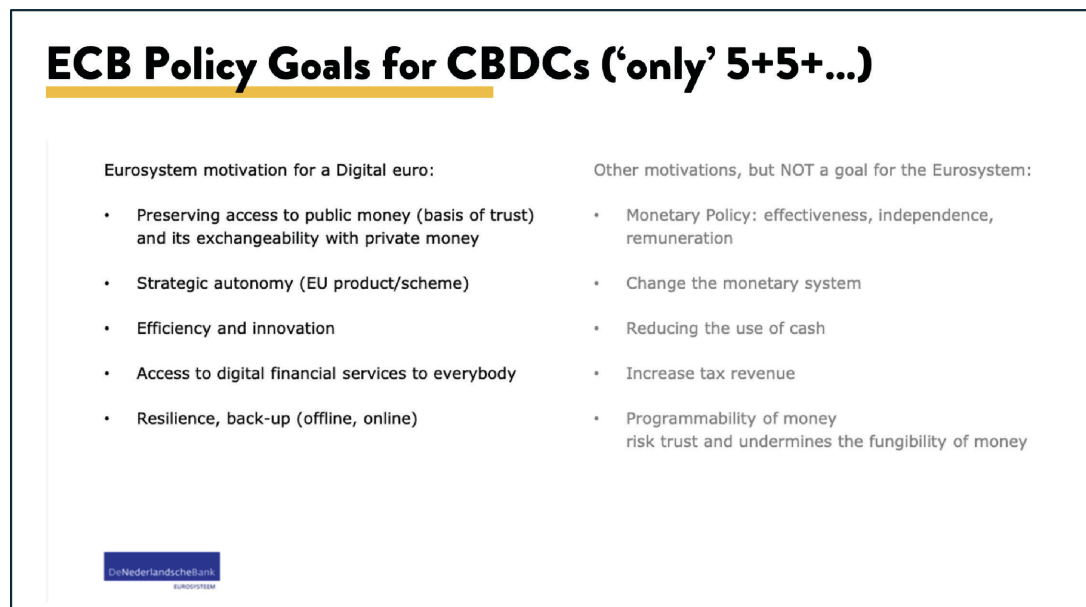 ECB Policy Goals for CBDCs (‘only’ 5+5+...)
Eurosystem motivation for a Digital euro:
• Preserving access to public money (basis of trust)
and its exchangeability with private money
• Strategic autonomy (EU product/scheme)
• Efficiency and innovation
• Access to digital financial services to everybody
• Resilience, back-up (offline, online)
Other motivations, but NOT a goal for the Eurosystem:
• Monetary Policy: effectiveness, independence,
remuneration
• Change the monetary system
• Reducing the use of cash
• Increase tax revenue
• Programmability of money
risk trust and undermines the fungibility of money
DeNederlandscheBank
EUROSYSTEEM